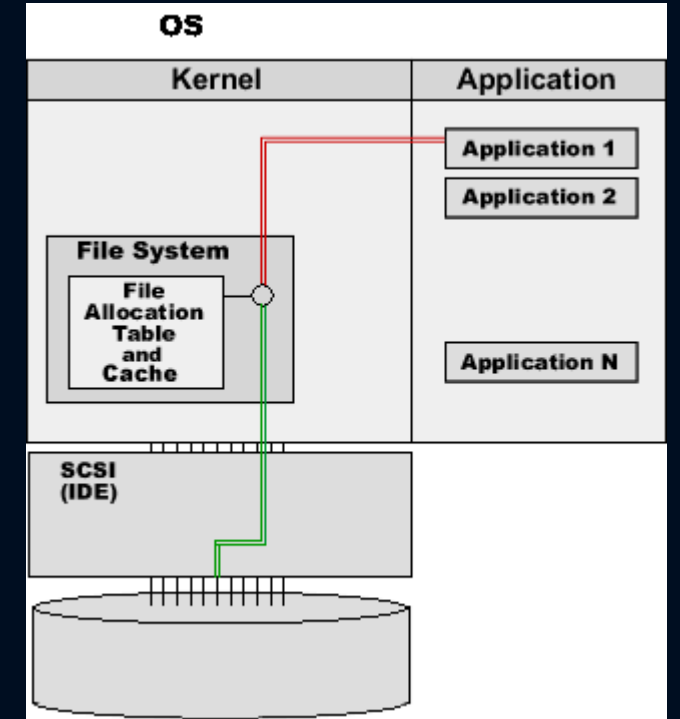 OS
Kernel
Application
Application 1
Application 2
File System
File
Allocation
Table
and
Cache
Application N
SCSI
(IDE)